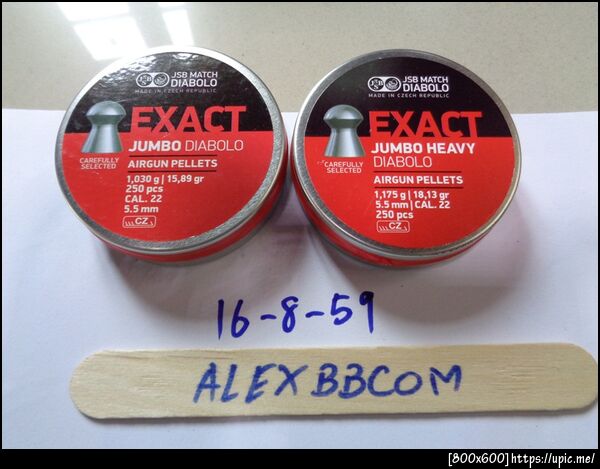 JSB MATCH
DIABOLO
MADE IN CZECH REPUBLIC
EXACT
JUMBO DIABOLO
CAREFULLY
SELECTED
AIRGUN PELLETS
1,030 g | 15,89 gr
250 pcs
CAL. 22
5.5 mm
CZ
JSB MATCH
DIABOLO
MADE IN CZECH REPUBLIC
EXACT
JUMBO HEAVY
DIABOLO
CAREFULLY
SELECTED
AIRGUN PELLETS
1,175 g | 18,13 gr
5.5 mm | CAL. 22
250 pcs
CZ
16-8-59
ALEXBBCOM
[800x600]https://upic.me/